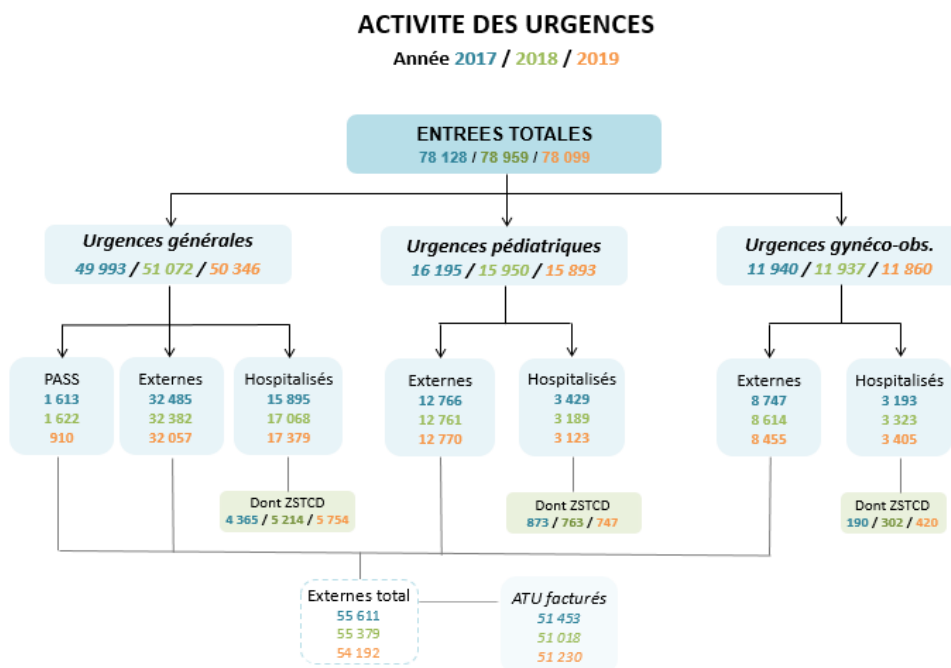 ACTIVITE DES URGENCES
Année 2017 / 2018 / 2019
ENTREES TOTALES
78 128 / 78 959 / 78 099
Urgences générales
49 993 / 51 072 / 50 346
Urgences pédiatriques
16 195 / 15 950 / 15 893
Urgences gynéco-obs.
11 940 / 11 937 / 11 860
PASS
1 613
1 622
910
Externes
32 485
32 382
32 057
Hospitalisés
15 895
17 068
17 379
Externes
12 766
12 761
12 770
Hospitalisés
3 429
3 189
3 123
Externes
8 747
8 614
8 455
Hospitalisés
3 193
3 323
3 405
Dont ZSTCD
4 365 / 5 214 / 5 754
Dont ZSTCD
873 / 763 / 747
Dont ZSTCD
190 / 302 / 420
Externes total
55 611
55 379
54 192
ATU facturés
51 453
51 018
51 230